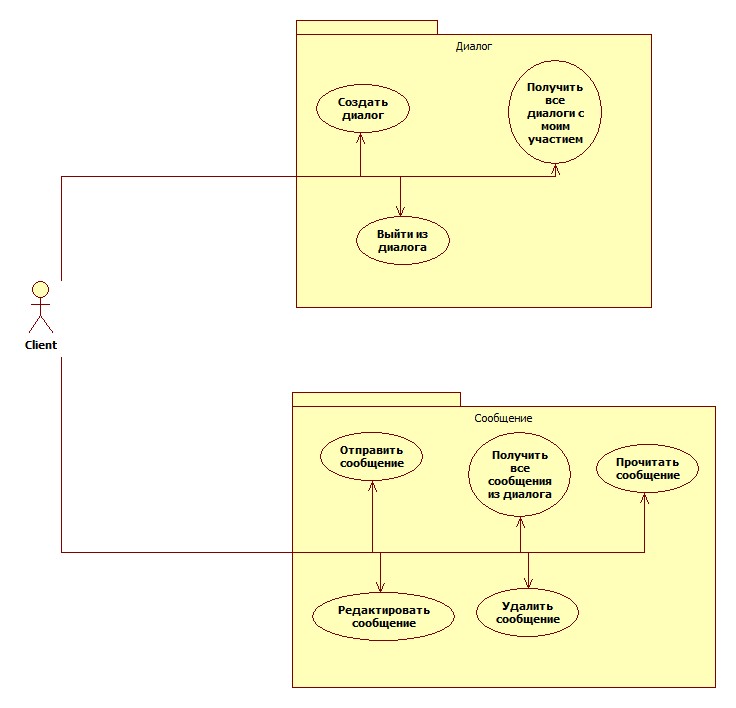 Диалог
Создать
диалог
Получить
все
диалоги с
моим
участием
Выйти из
диалога
Client
Сообщение
Отправить
сообщение
Получить
все
сообщения
из диалога
Прочитать
сообщение
Редактировать
сообщение
Удалить
сообщение